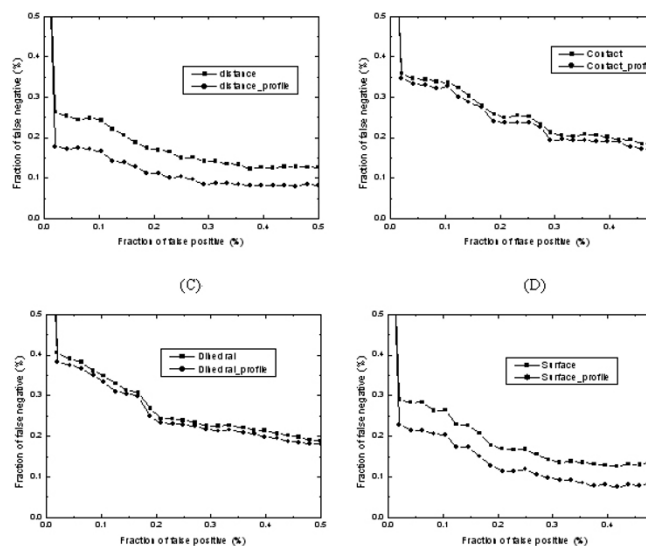 0.5
0.4
0.3
0.2
0.1
0.0
Fraction of false negative (%)
distance
distance_profile
0.0 0.1 0.2 0.3 0.4 0.5
Fraction of false positive (%)
0.5
0.4
0.3
0.2
0.1
0.0
Fraction of false negative (%)
Contact
Contact_prof
0.0 0.1 0.2 0.3 0.4
Fraction of false positive (%)
(C)
(D)
0.5
0.4
0.3
0.2
0.1
0.0
Fraction of false negative (%)
Dihedral
Dihedral_profile
0.0 0.1 0.2 0.3 0.4 0.5
Fraction of false positive (%)
0.5
0.4
0.3
0.2
0.1
0.0
Fraction of false negative (%)
Surface
Surface_profile
0.0 0.1 0.2 0.3 0.4
Fraction of false positive (%)